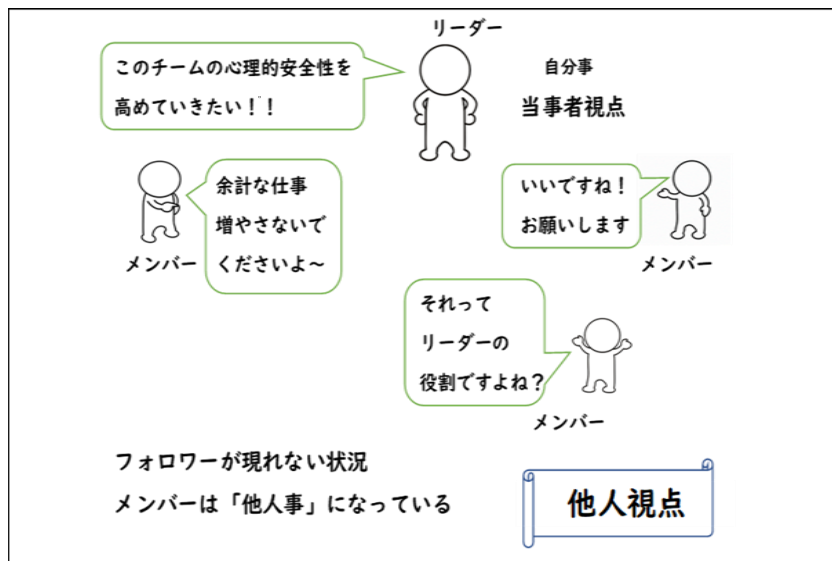 リーダー
このチームの心理的安全性を
高めていきたい！！
自分事
当事者視点
余計な仕事
増やさないで
くださいよ～
メンバー
いいですね！
お願いします
メンバー
それって
リーダーの
役割ですよね？
メンバー
フォロワーが現れない状況
メンバーは「他人事」になっている
他人視点